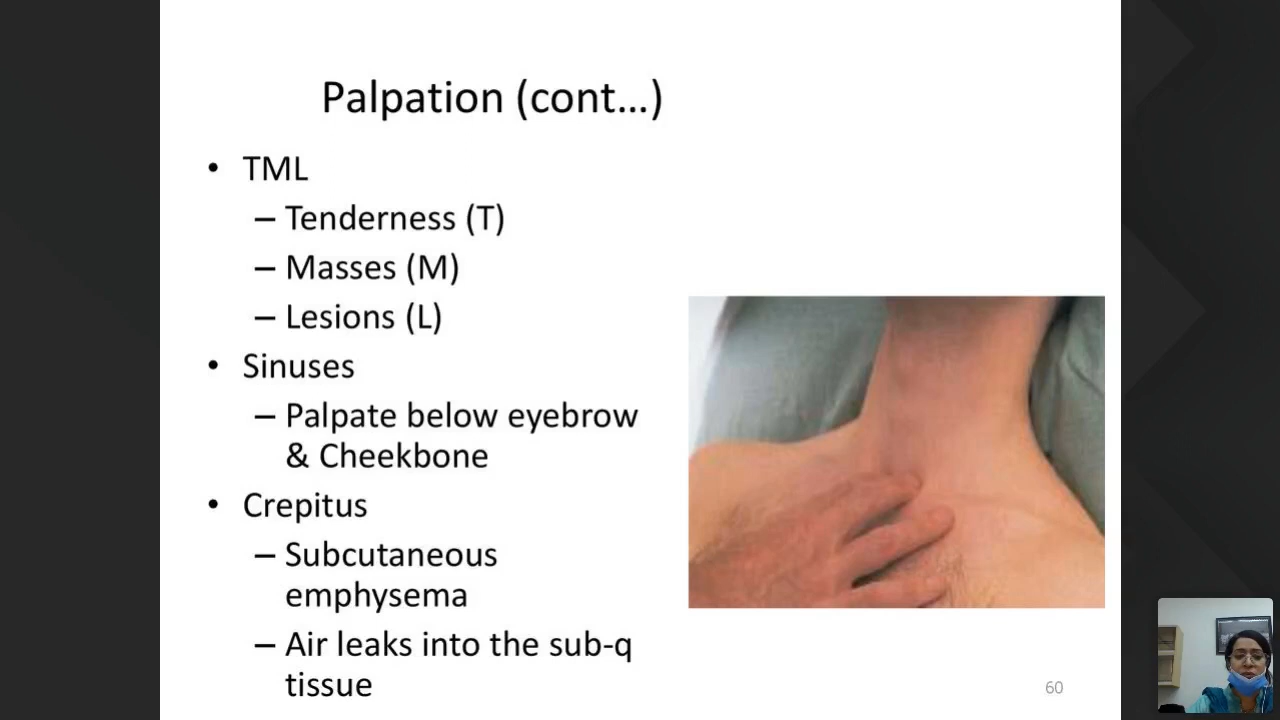 Palpation (cont...)
• TML
– Tenderness (T)
– Masses (M)
– Lesions (L)
• Sinuses
– Palpate below eyebrow
& Cheekbone
• Crepitus
– Subcutaneous
emphysema
– Air leaks into the sub-q
tissue
60